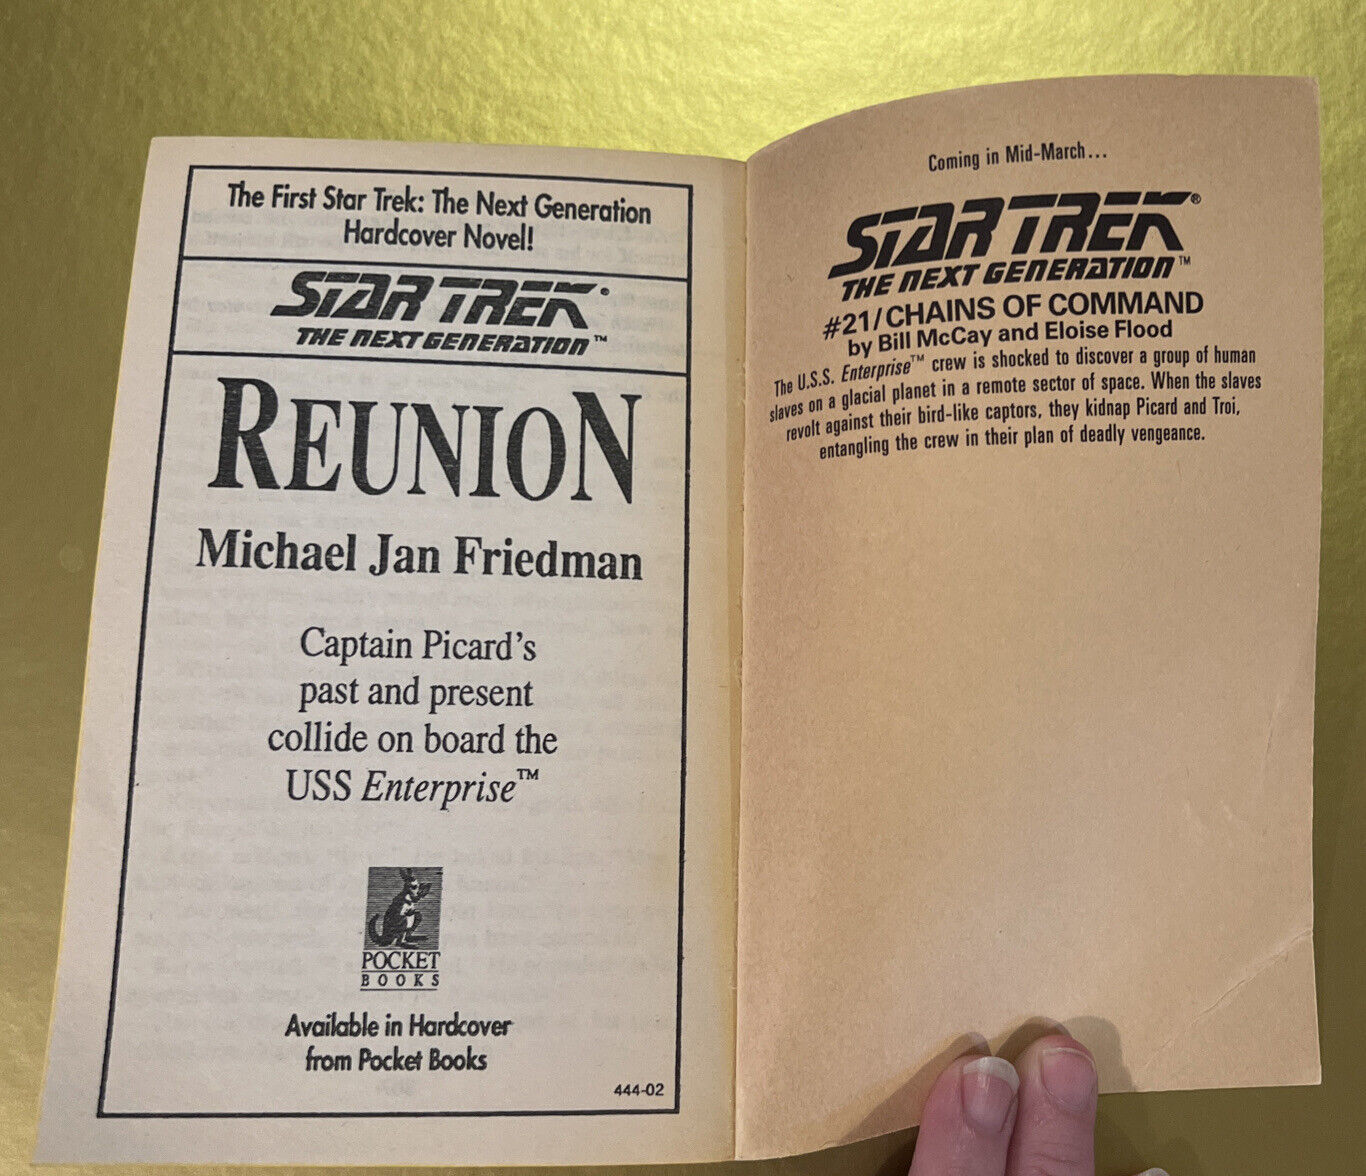 The First Star Trek: The Next Generation
Hardcover Novel!
STAR TREK®
THE NEXT GENERATION™
REUNION
Michael Jan Friedman
Captain Picard's
past and present
collide on board the
USS Enterprise™
POCKET
BOOKS
Available in Hardcover
from Pocket Books
444-02
Coming in Mid-March...
STAR TREK®
THE NEXT GENERATION™
#21/CHAINS OF COMMAND
by Bill McCay and Eloise Flood
The U.S.S. Enterprise™ crew is shocked to discover a group of human
slaves on a glacial planet in a remote sector of space. When the slaves
revolt against their bird-like captors, they kidnap Picard and Troi,
entangling the crew in their plan of deadly vengeance.